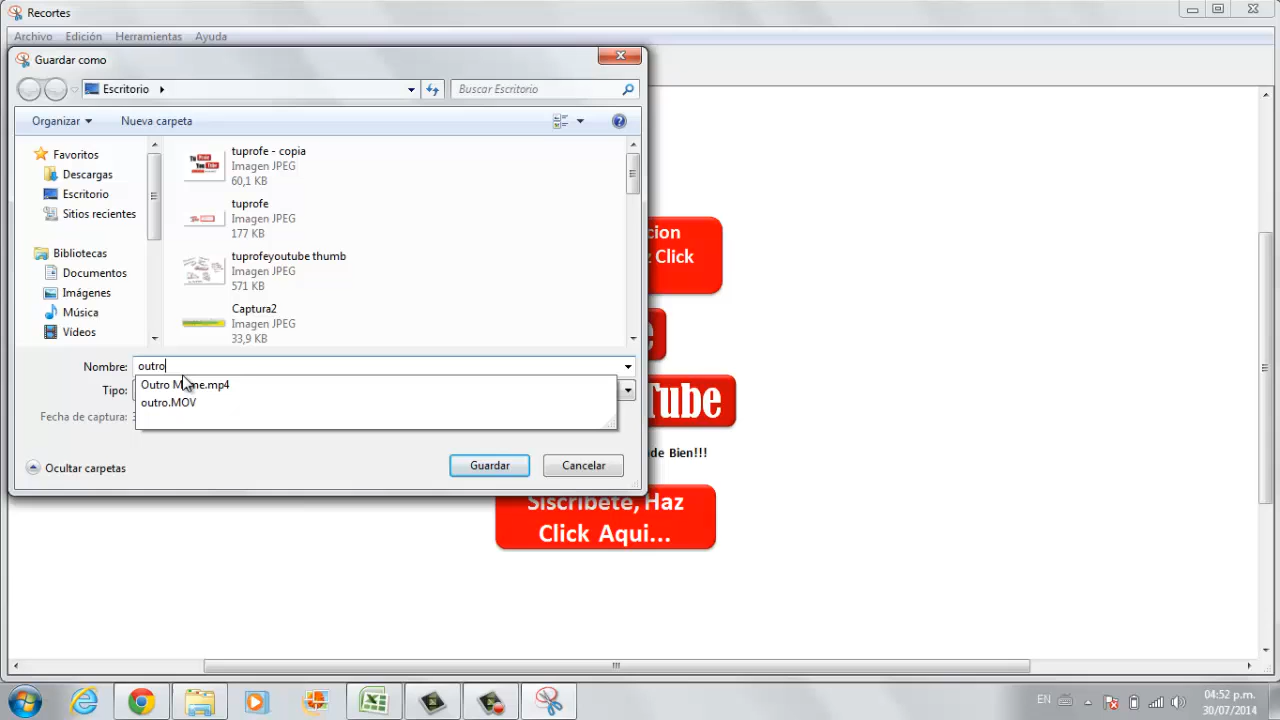 Recortes
Archivo Edición Herramientas Ayuda
Guardar como
Escritorio
Buscar Escritorio
Organizar Nueva carpeta
Favoritos
Descargas
Escritorio
Sitios recientes
Bibliotecas
Documentos
Imágenes
Música
Vídeos
tuprofe - copia
Imagen JPEG
60,1 KB
tuprofe
Imagen JPEG
177 KB
tuprofeyoutube thumb
Imagen JPEG
571 KB
Captura2
Imagen JPEG
33,9 KB
Nombre: outro
Outro Mame.mp4
outro.MOV
Tipo:
Fecha de captura: 3
Ocultar carpetas
Guardar Cancelar
cion
z Click
e
Tube
de Bien!!!
Siscribete, Haz
Click Aqui...
EN
04:52 p.m.
30/07/2014